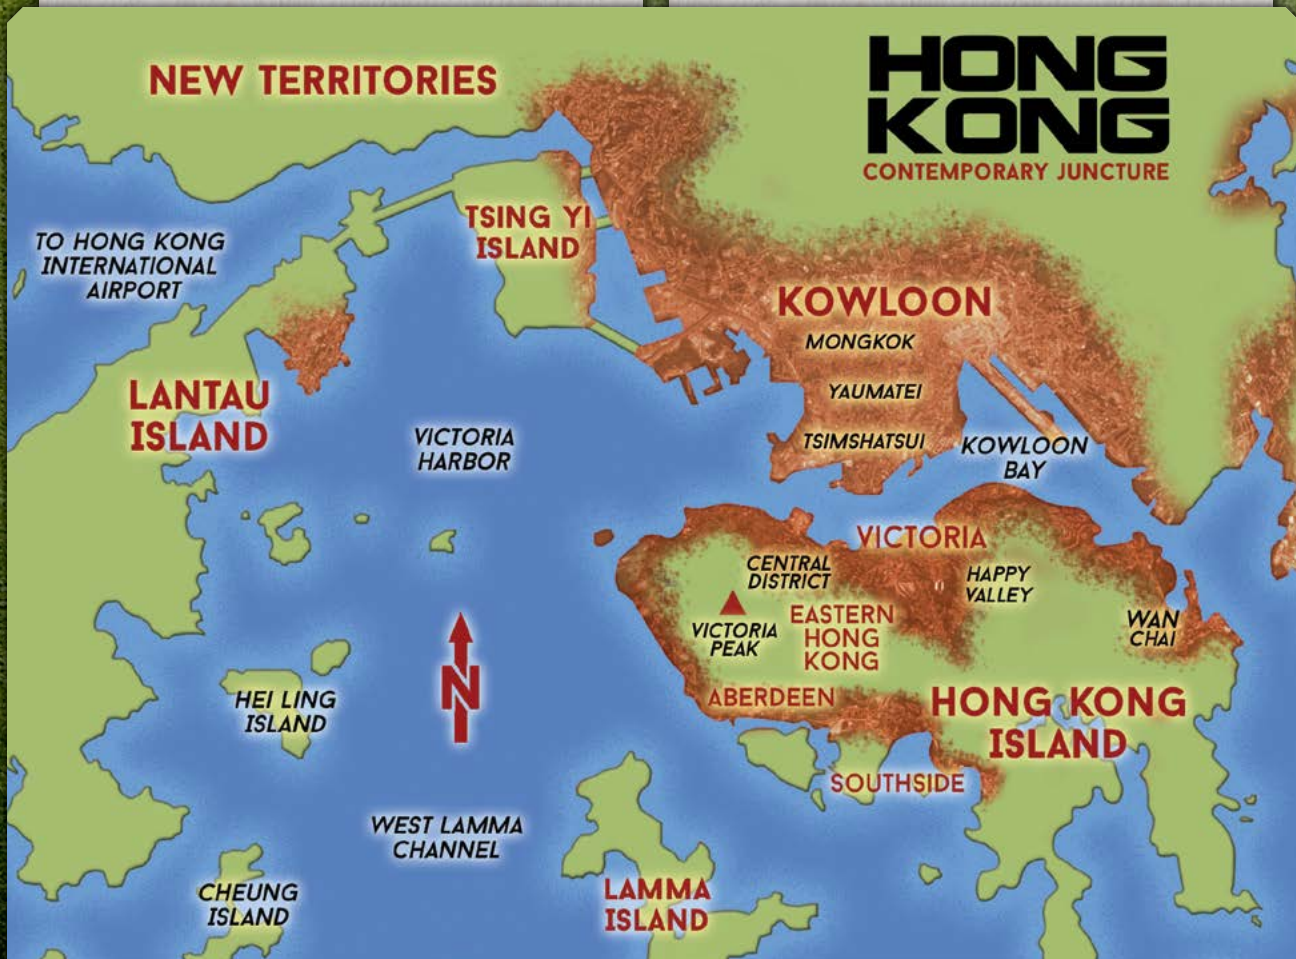 HONG
KONG
CONTEMPORARY JUNCTURE
NEW TERRITORIES
TSING YI
ISLAND
TO HONG KONG
INTERNATIONAL
AIRPORT
KOWLOON
MONGKOK
YAUMATEI
TSIMSHATSUI
KOWLOON
BAY
LANTAU
ISLAND
VICTORIA
HARBOR
VICTORIA
CENTRAL
DISTRICT
HAPPY
VALLEY
EASTERN
HONG
KONG
VICTORIA
PEAK
WAN
CHAI
N
HEI LING
ISLAND
ABERDEEN
HONG KONG
ISLAND
SOUTHSIDE
WEST LAMMA
CHANNEL
CHEUNG
ISLAND
LAMMA
ISLAND